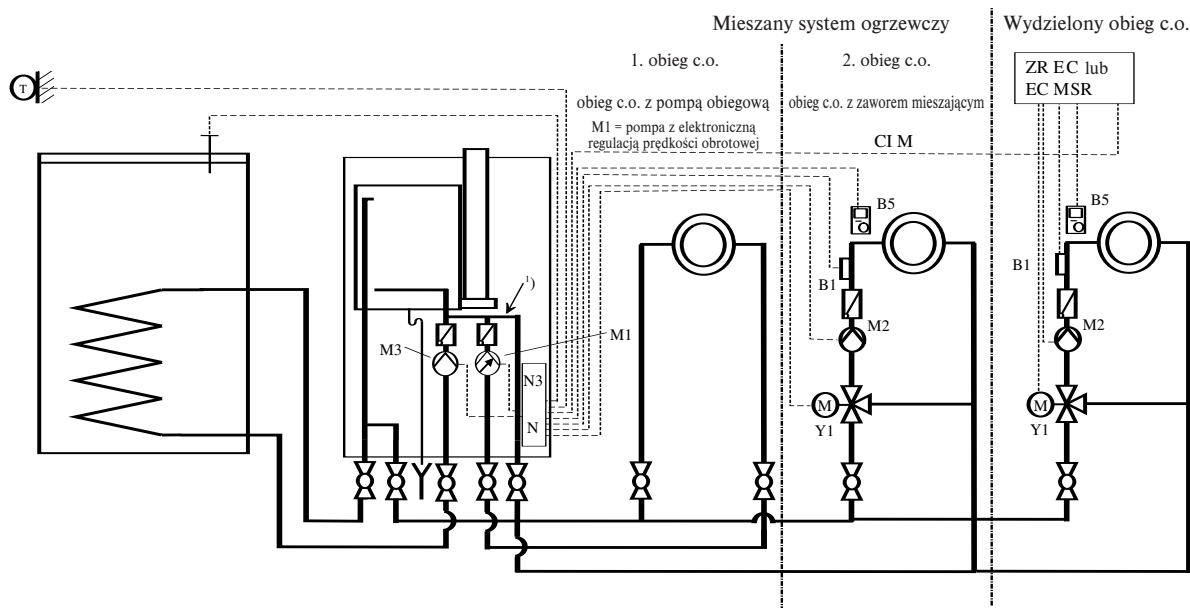 Mieszany system ogrzewczy
Wydzielony obieg c.o.
1. obieg c.o.
2. obieg c.o.
ZR EC lub
EC MSR
T
obieg c.o. z pompą obiegową
obieg c.o. z zaworem mieszającym
M1 = pompa z elektroniczną
regulacją prędkości obrotowej
CI M
B5
B5
B1
B1
1)
M3
M1
M2
M2
N3
N
M
Y1
M
Y1